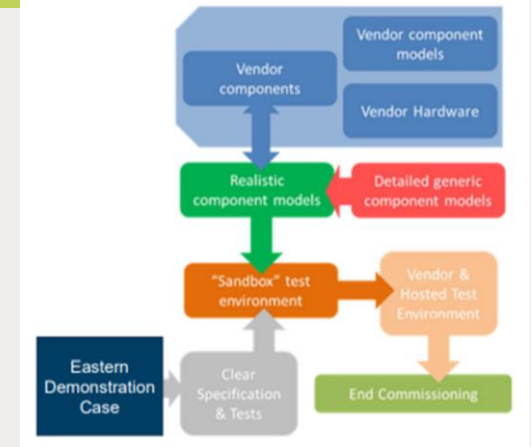 Vendor component
models
Vendor
components
Vendor Hardware
Realistic
component models
Detailed generic
component models
"Sandbox" test
environment
Vendor &
Hosted Test
Environment
Eastern
Demonstration
Case
Clear
Specification
& Tests
End Commissioning